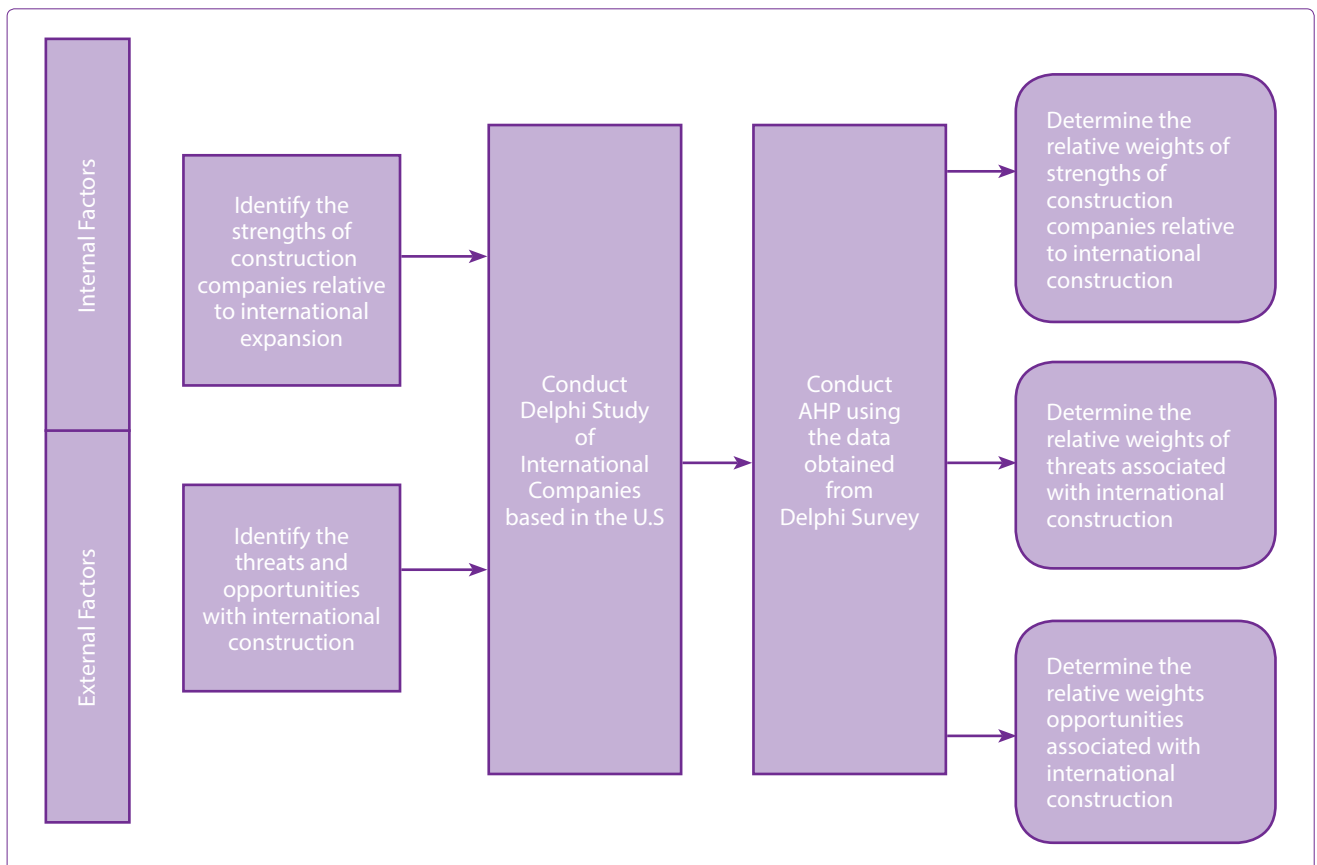 Internal Factors
External Factors
Identify the
strengths of
construction
companies relative
to international
expansion
Identify the
threats and
opportunities
with international
construction
Conduct
Delphi Study
of
International
Companies
based in the U.S
Conduct
AHP using
the data
obtained
from
Delphi Survey
Determine the
relative weights of
strengths of
construction
companies relative
to international
construction
Determine the
relative weights of
threats associated
with international
construction
Determine the
relative weights
opportunities
associated with
international
construction